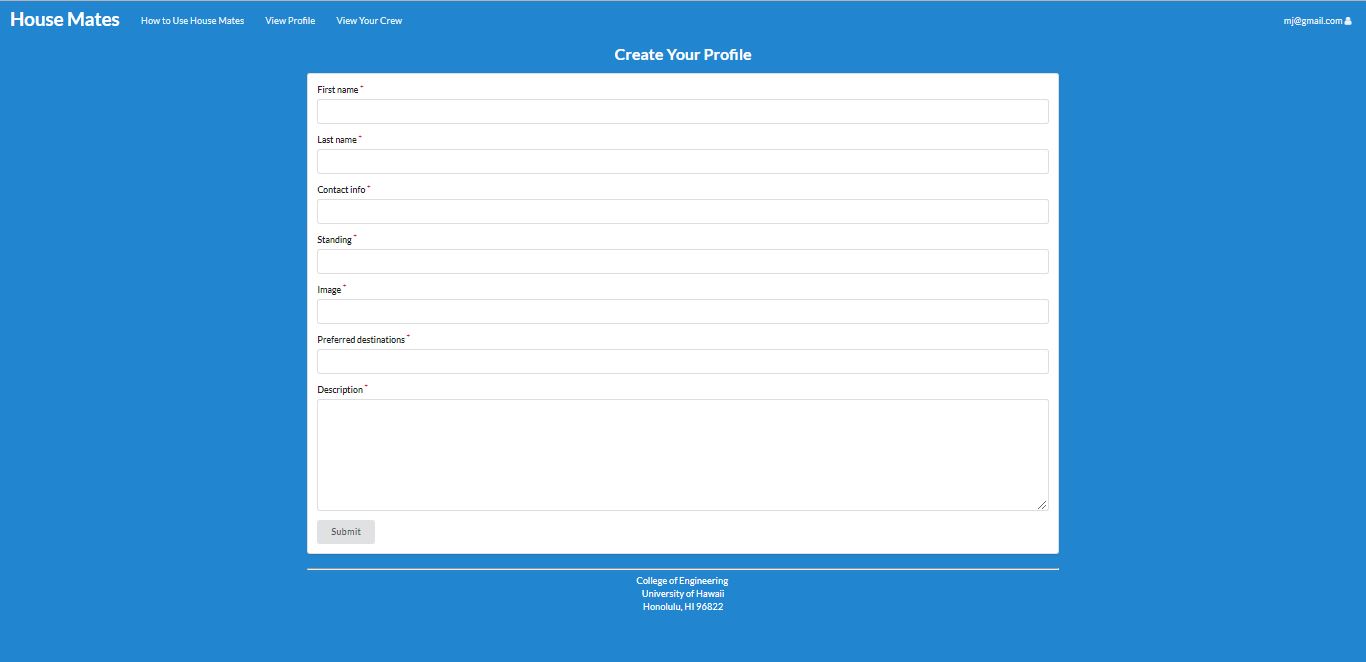 House Mates How to Use House Mates View Profile View Your Crew mj@gmail.com
Create Your Profile
First name *
Last name *
Contact info *
Standing *
Image *
Preferred destinations *
Description *
Submit
College of Engineering
University of Hawaii
Honolulu, HI 96822